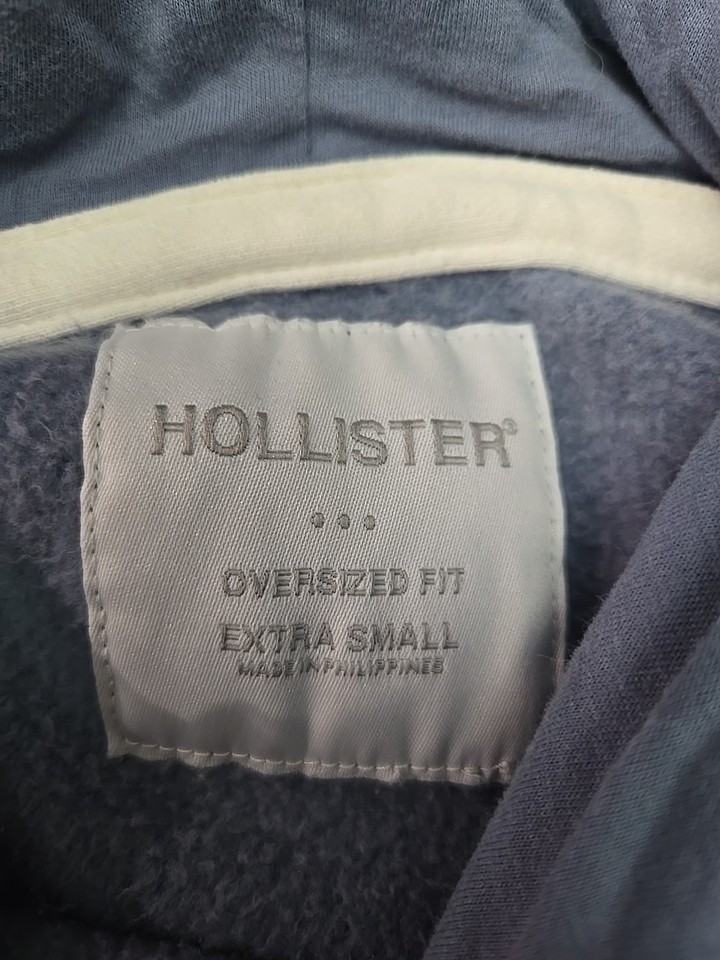 HOLLISTER®
OVERSIZED FIT
EXTRA SMALL
MADE IN PHILIPPINES